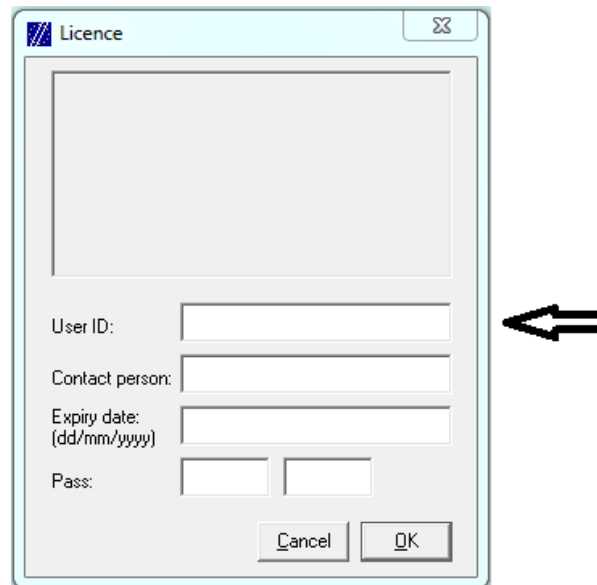 Licence
User ID:
Contact person:
Expiry date:
(dd/mm/yyyy)
Pass:
Cancel OK